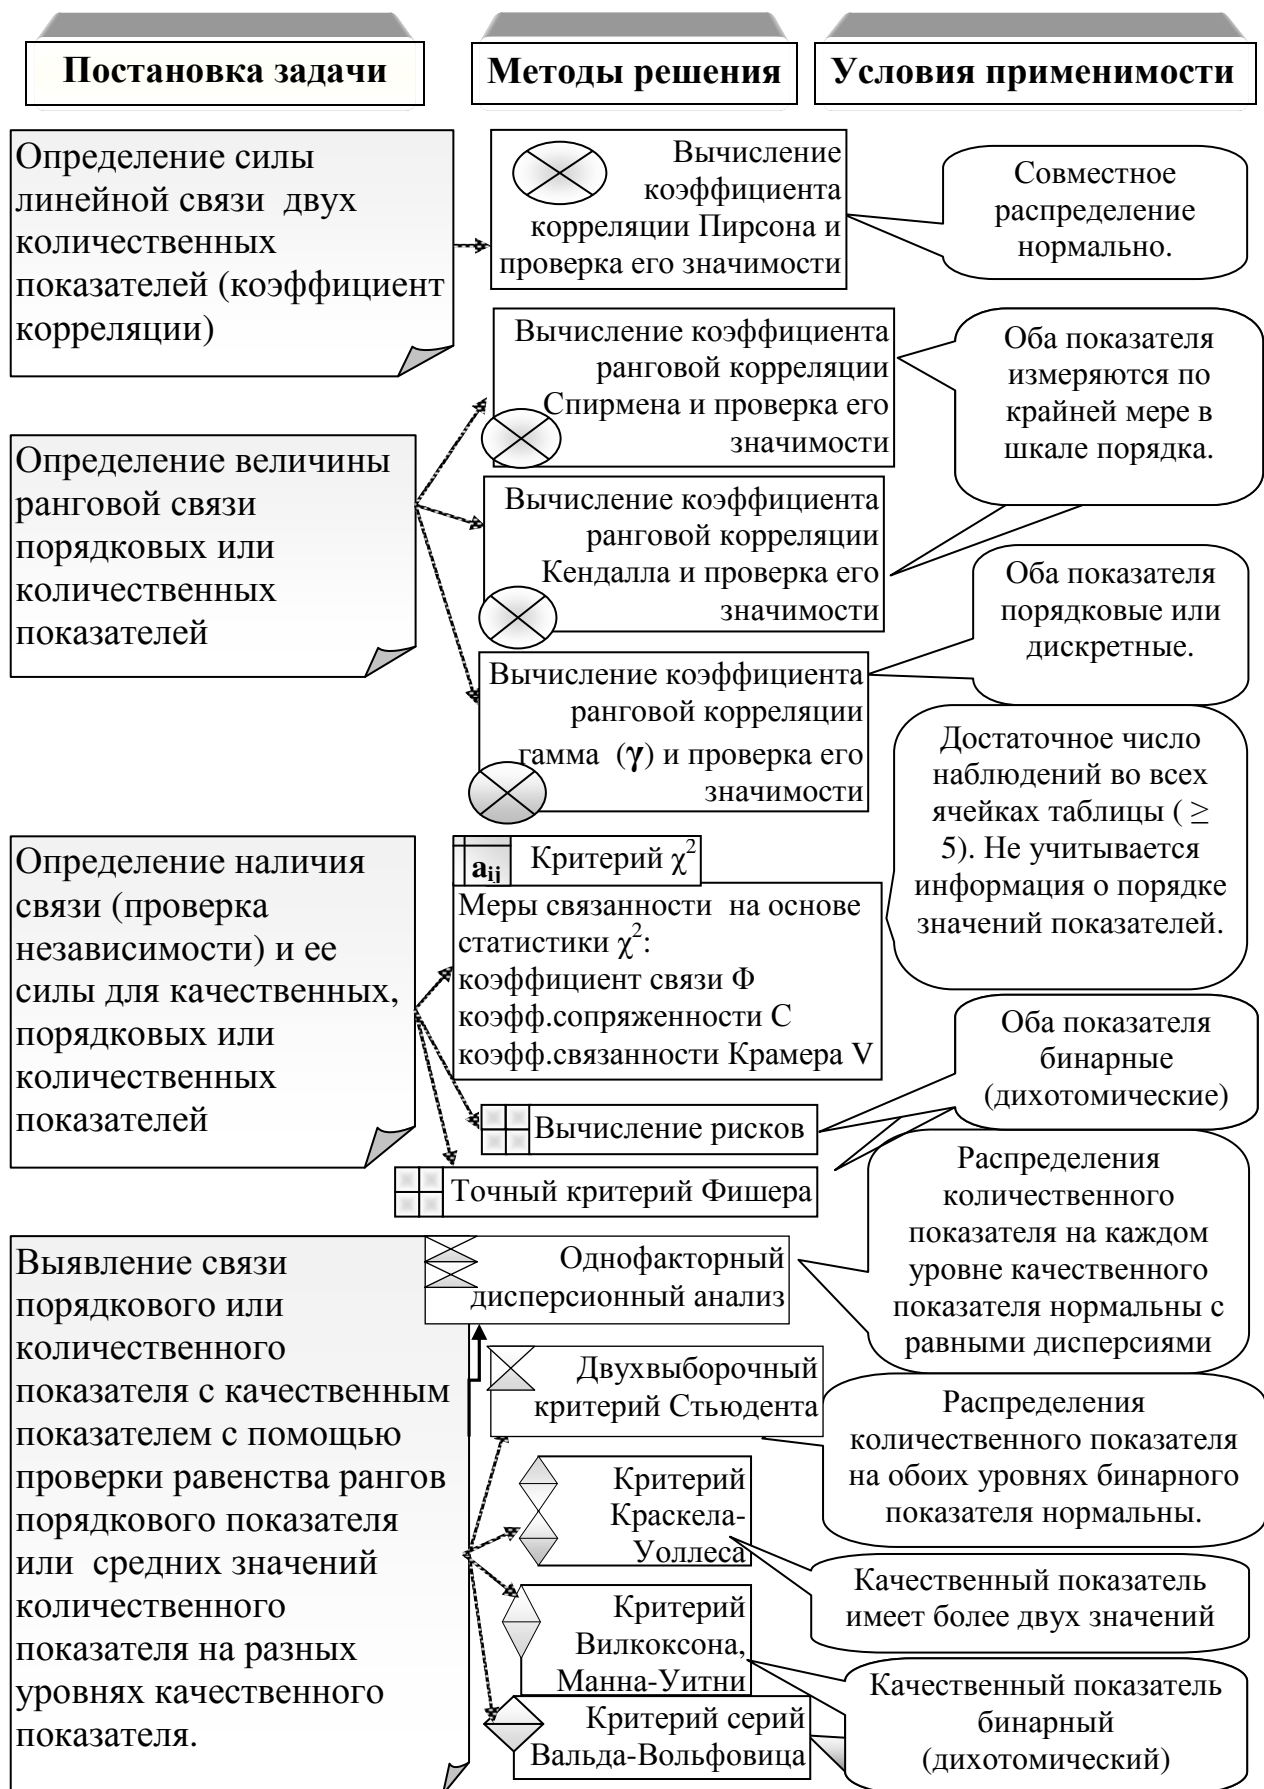 Постановка задачи
Методы решения
Условия применимости
Определение силы
линейной связи двух
количественных
показателей (коэффициент
корреляции)
Вычисление
коэффициента
корреляции Пирсона и
проверка его значимости
Совместное
распределение
нормально.
Определение величины
ранговой связи
порядковых или
количественных
показателей
Вычисление коэффициента
ранговой корреляции
Спирмена и проверка его
значимости
Вычисление коэффициента
ранговой корреляции
Кендалла и проверка его
значимости
Оба показателя
измеряются по
крайней мере в
шкале порядка.
Вычисление коэффициента
ранговой корреляции
гамма (γ) и проверка его
значимости
Оба показателя
порядковые или
дискретные.
Определение наличия
связи (проверка
независимости) и ее
силы для качественных,
порядковых или
количественных
показателей
aij Критерий χ²
Меры связанности на основе
статистики χ²:
коэффициент связи Ф
коэфф.сопряженности С
коэфф.связанности Крамера V
Достаточное число
наблюдений во всех
ячейках таблицы ( ≥
5). Не учитывается
информация о порядке
значений показателей.
Вычисление рисков
Точный критерий Фишера
Оба показателя
бинарные
(дихотомические)
Выявление связи
порядкового или
количественного
показателя с качественным
показателем с помощью
проверки равенства рангов
порядкового показателя
или средних значений
количественного
показателя на разных
уровнях качественного
показателя.
Однофакторный
дисперсионный анализ
Распределения
количественного
показателя на каждом
уровне качественного
показателя нормальны с
равными дисперсиями
Двухвыборочный
критерий Стьюдента
Распределения
количественного показателя
на обоих уровнях бинарного
показателя нормальны.
Критерий
Краскела-
Уоллеса
Качественный показатель
имеет более двух значений
Критерий
Вилкоксона,
Манна-Уитни
Критерий серий
Вальда-Вольфовица
Качественный показатель
бинарный
(дихотомический)